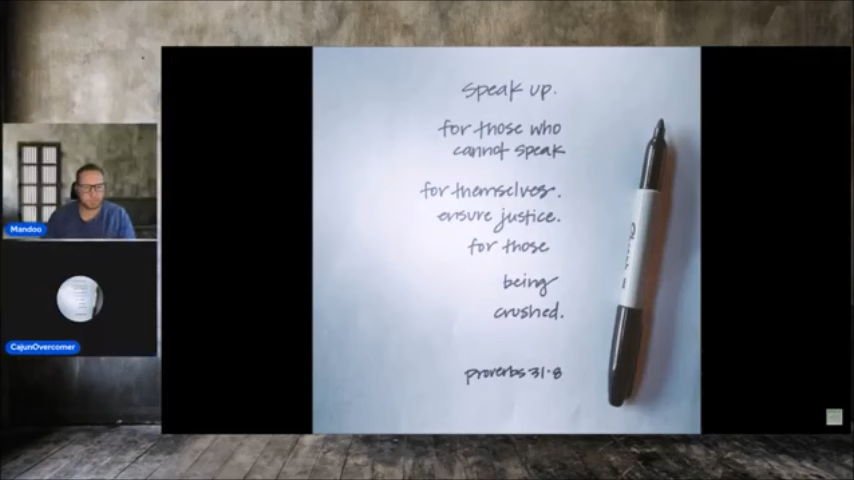 speak up.
for those who
cannot speak
for themselves.
ensure justice.
for those
being
crushed.
proverbs 31:8
Mandoo
CajunOvercomer